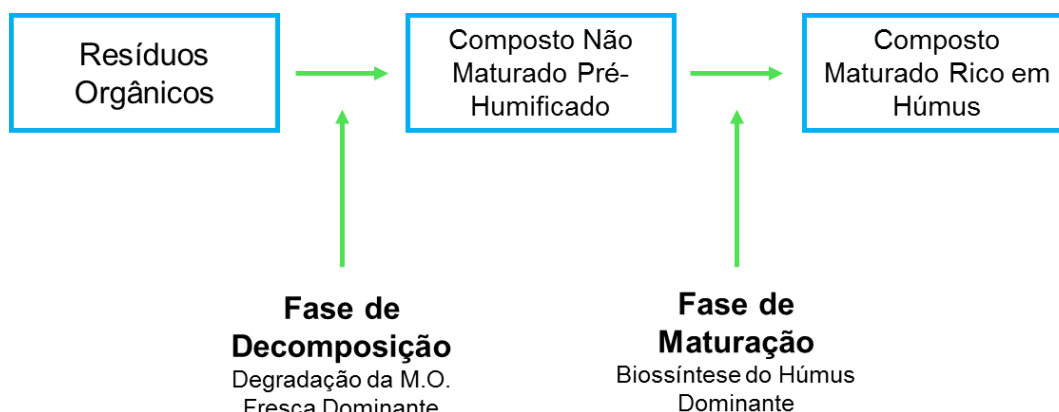 Resíduos
Orgânicos
Composto Não
Maturado Pré-
Humificado
Composto
Maturado Rico em
Húmus
Fase de
Decomposição
Degradação da M.O.
Fresca Dominante
Fase de
Maturação
Biossíntese do Húmus
Dominante